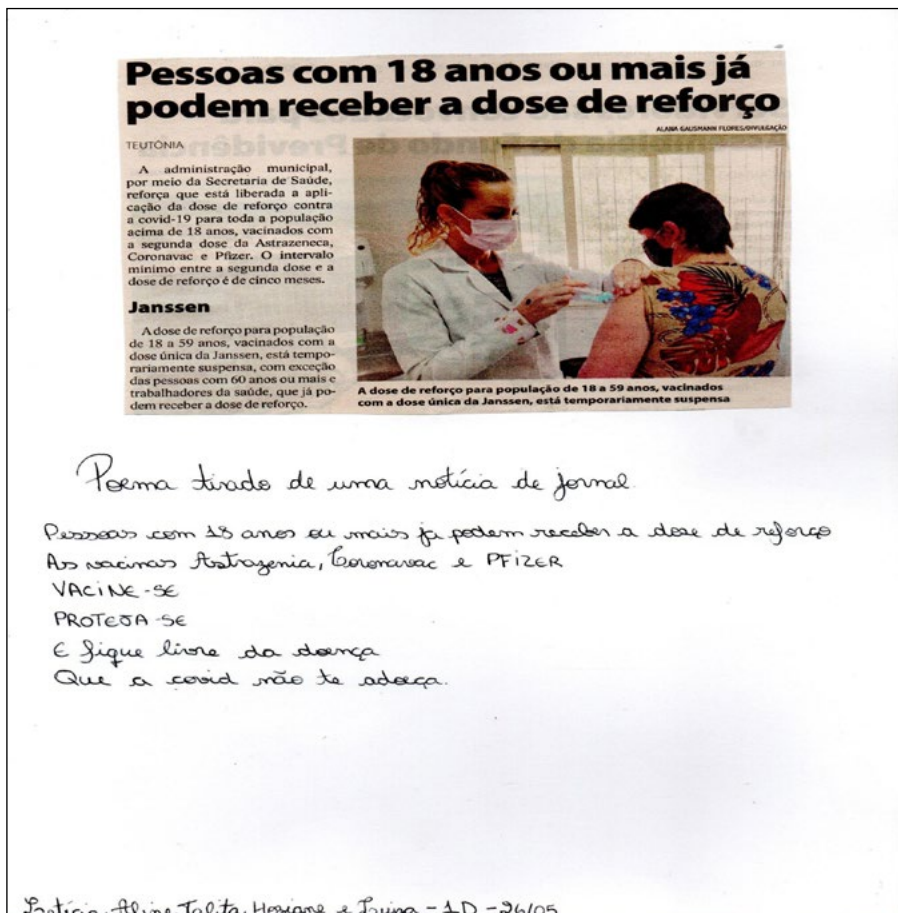 Pessoas com 18 anos ou mais já
podem receber a dose de reforço
ALANA GAUSMANN FLORES/DIVULGAÇÃO
TEUTÔNIA
A administração municipal,
por meio da Secretaria de Saúde,
reforça que está liberada a apli-
cação da dose de reforço contra
a covid-19 para toda a população
acima de 18 anos, vacinados com
a segunda dose da Astrazeneca,
Coronavac e Pfizer. O intervalo
mínimo entre a segunda dose e a
dose de reforço é de cinco meses.
Janssen
A dose de reforço para população
de 18 a 59 anos, vacinados com a
dose única da Janssen, está tempo-
rariamente suspensa, com exceção
das pessoas com 60 anos ou mais e
trabalhadores da saúde, que já po-
dem receber a dose de reforço.
A dose de reforço para população de 18 a 59 anos, vacinados
com a dose única da Janssen, está temporariamente suspensa
Poema tirado de uma notícia de jornal.
Pessoas com 18 anos ou mais ja podem receber a dose de reforço
As vacinas Astrazenia, Coronavac e PFIZER
VACINE-SE
PROTEJA-SE
E fique livre da doença
Que a covid não te adoeça.
Letícia, Aline, Talita, e - 1D - 26/05